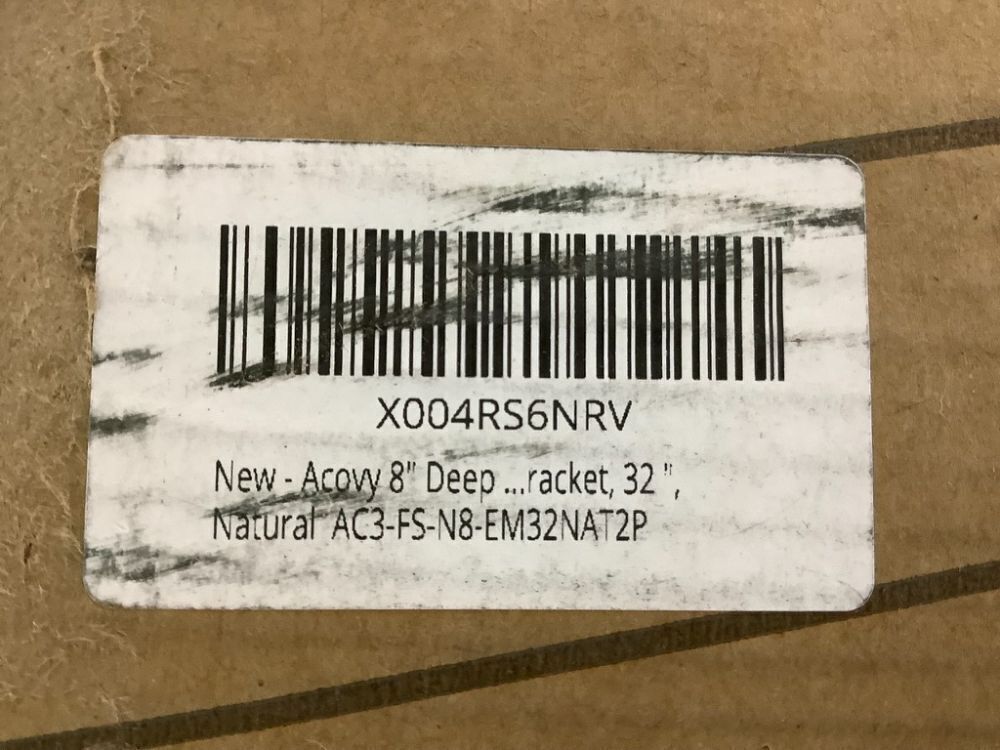 X004RS6NRV
New - Acovy 8" Deep ...racket, 32 ",
Natural AC3-FS-N8-EM32NAT2P